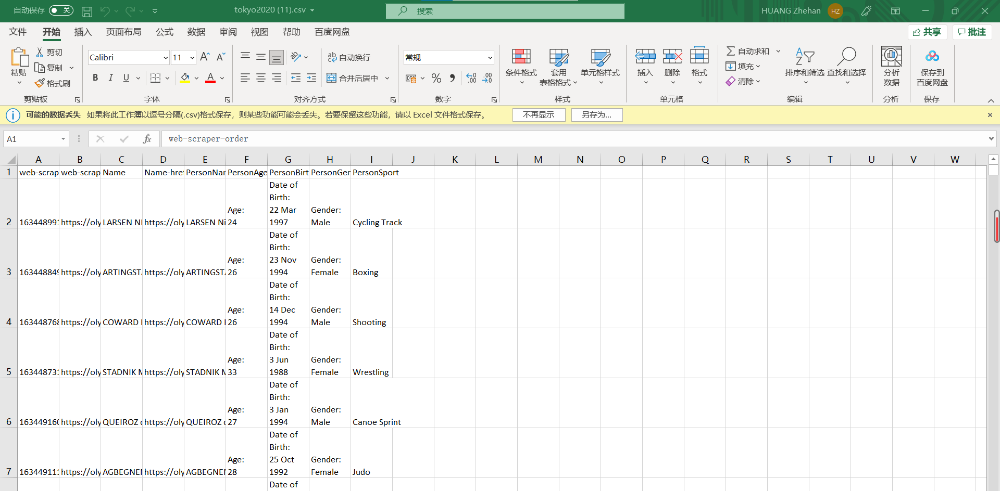 自动保存 关 tokyo2020 (11).csv 搜索 HUANG Zhehan HZ
文件 开始 插入 页面布局 公式 数据 审阅 视图 帮助 百度网盘 共享 批注
粘贴 剪切 复制 格式刷 剪贴板
Calibri 11 B I U A 字体
自动换行 合并后居中 对齐方式
常规 % 数字
条件格式 套用 表格格式 单元格样式 样式
插入 删除 格式 单元格
自动求和 填充 清除 排序和筛选 查找和选择 编辑
分析 数据 分析
保存到 百度网盘 保存
可能的数据丢失 如果将此工作簿以逗号分隔(.csv)格式保存，则某些功能可能会丢失。若要保留这些功能，请以 Excel 文件格式保存。 不再显示 另存为...
A1 fx web-scraper-order
A B C D E F G H I J K L M N O P Q R S T U V W
1 web-scrap web-scrap Name Name-hre PersonNar PersonAge PersonBirt PersonGer PersonSport
Date of
Birth:
Age: 22 Mar Gender:
2 163448991 https://oly LARSEN NI https://oly LARSEN Ni 24 1997 Male Cycling Track
Date of
Birth:
Age: 23 Nov Gender:
3 163448849 https://oly ARTINGST https://oly ARTINGST 26 1994 Female Boxing
Date of
Birth:
Age: 14 Dec Gender:
4 163448768 https://oly COWARD https://oly COWARD 26 1994 Male Shooting
Date of
Birth:
Age: 3 Jun Gender:
5 163448731 https://oly STADNIK M https://oly STADNIK M 33 1988 Female Wrestling
Date of
Birth:
Age: 3 Jan Gender:
6 163449160 https://oly QUEIROZ https://oly QUEIROZ 27 1994 Male Canoe Sprint
Date of
Birth:
Age: 25 Oct Gender:
7 163449111 https://oly AGBEGNEN https://oly AGBEGNEN 28 1992 Female Judo
Date of